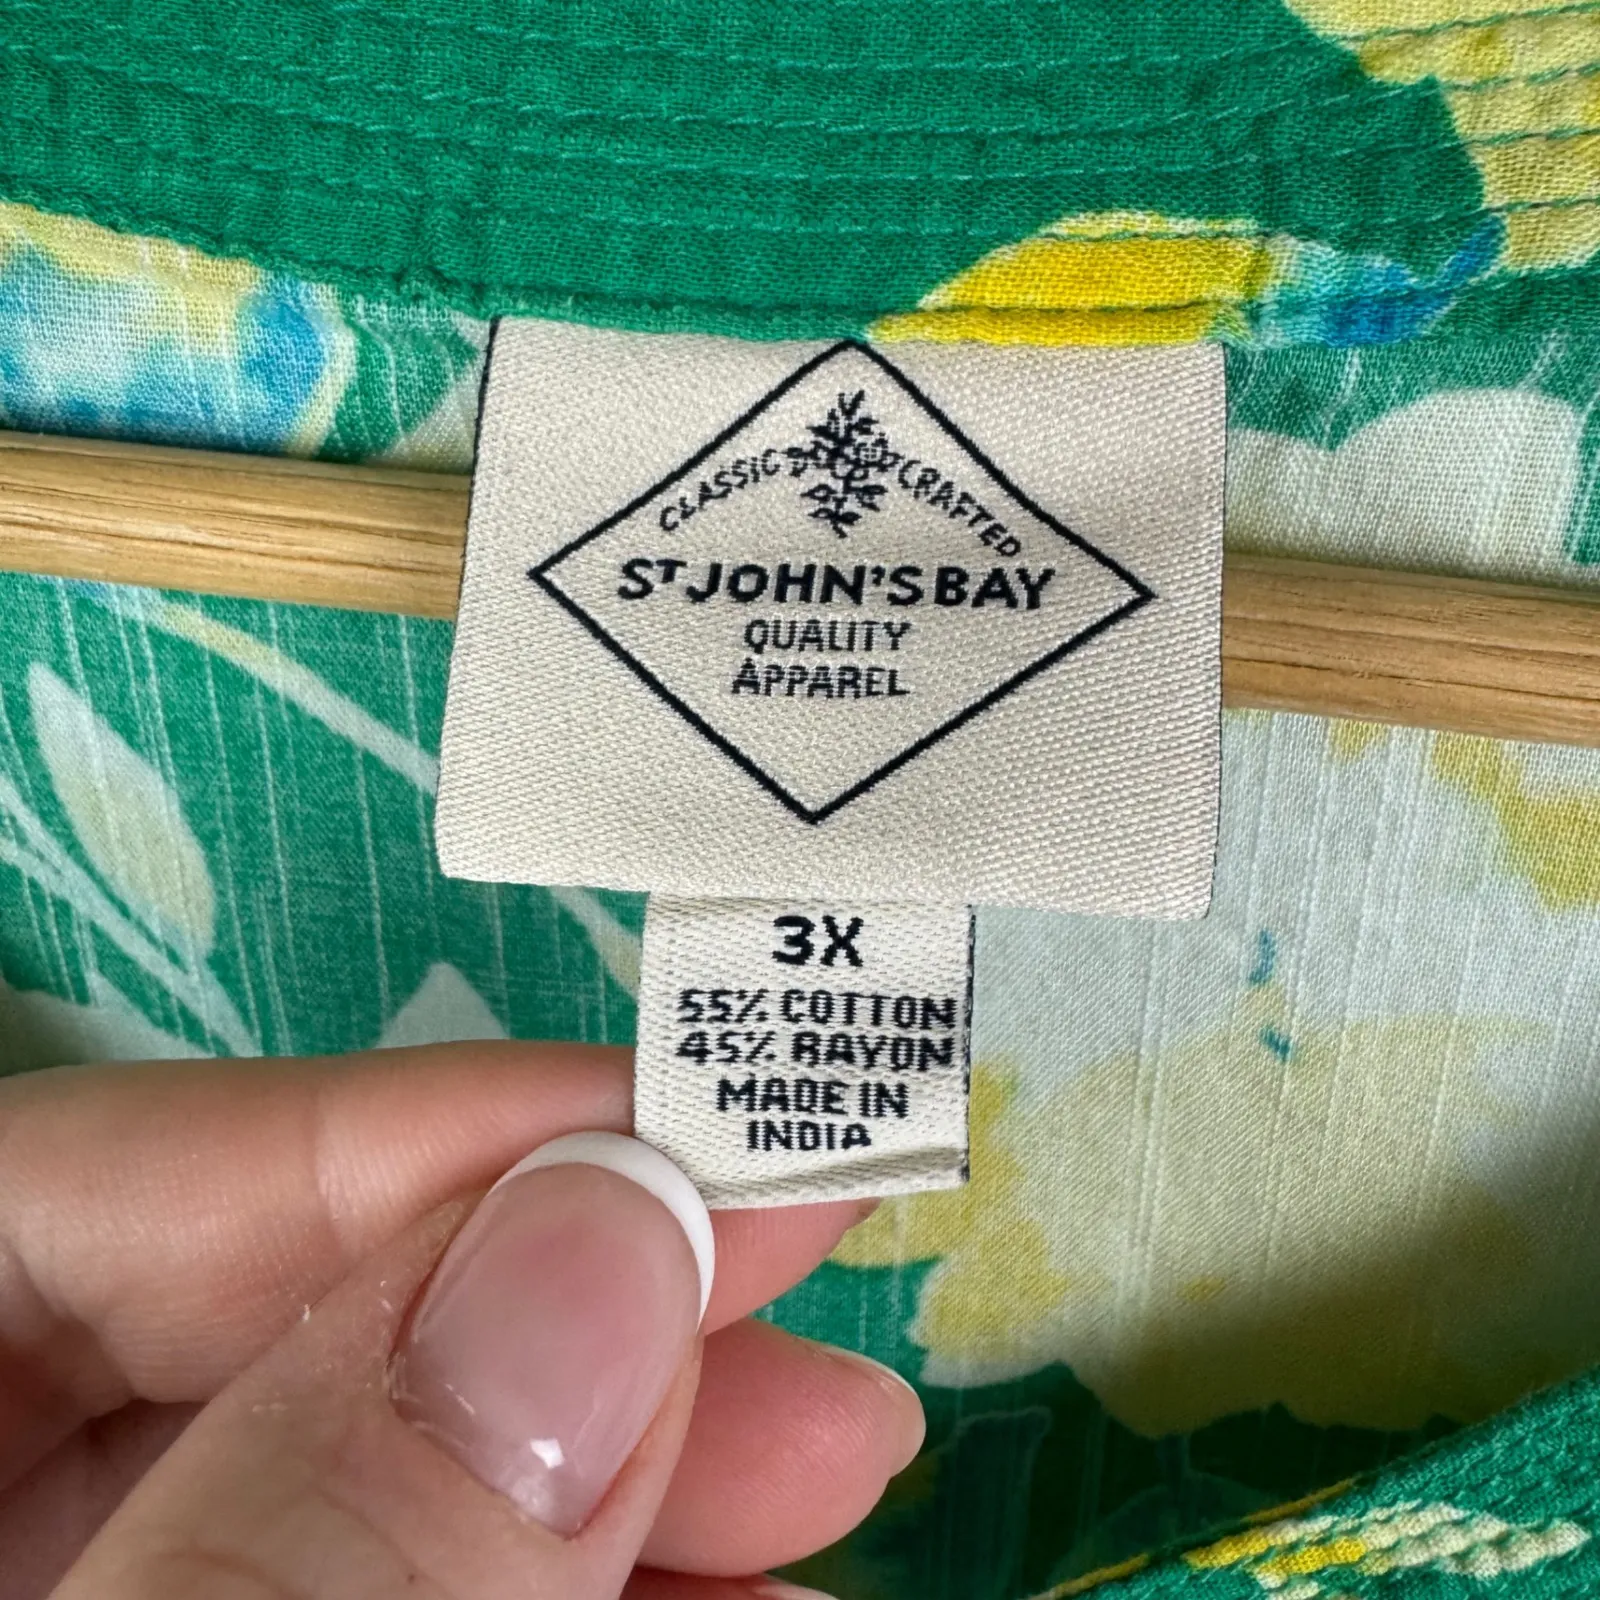 CLASSIC CRAFTED
ST JOHN'S BAY
QUALITY
APPAREL
3X
55% COTTON
45% RAYON
MADE IN
INDIA